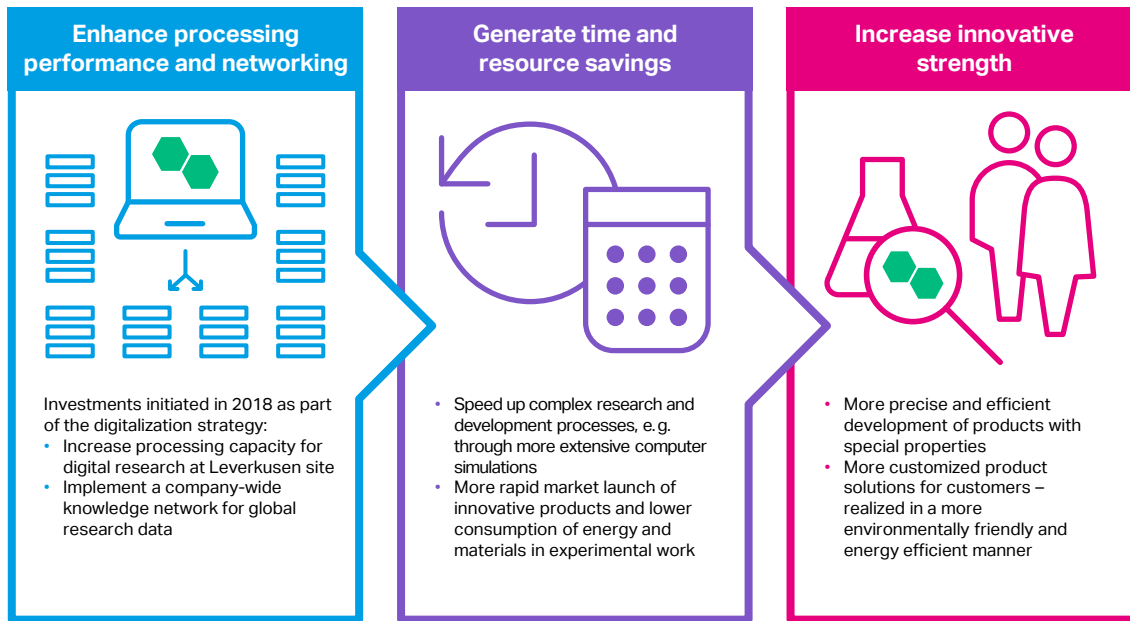 Enhance processing
performance and networking
Investments initiated in 2018 as part
of the digitalization strategy:
• Increase processing capacity for
digital research at Leverkusen site
• Implement a company-wide
knowledge network for global
research data
Generate time and
resource savings
• Speed up complex research and
development processes, e.g.
through more extensive computer
simulations
• More rapid market launch of
innovative products and lower
consumption of energy and
materials in experimental work
Increase innovative
strength
• More precise and efficient
development of products with
special properties
• More customized product
solutions for customers –
realized in a more
environmentally friendly and
energy efficient manner